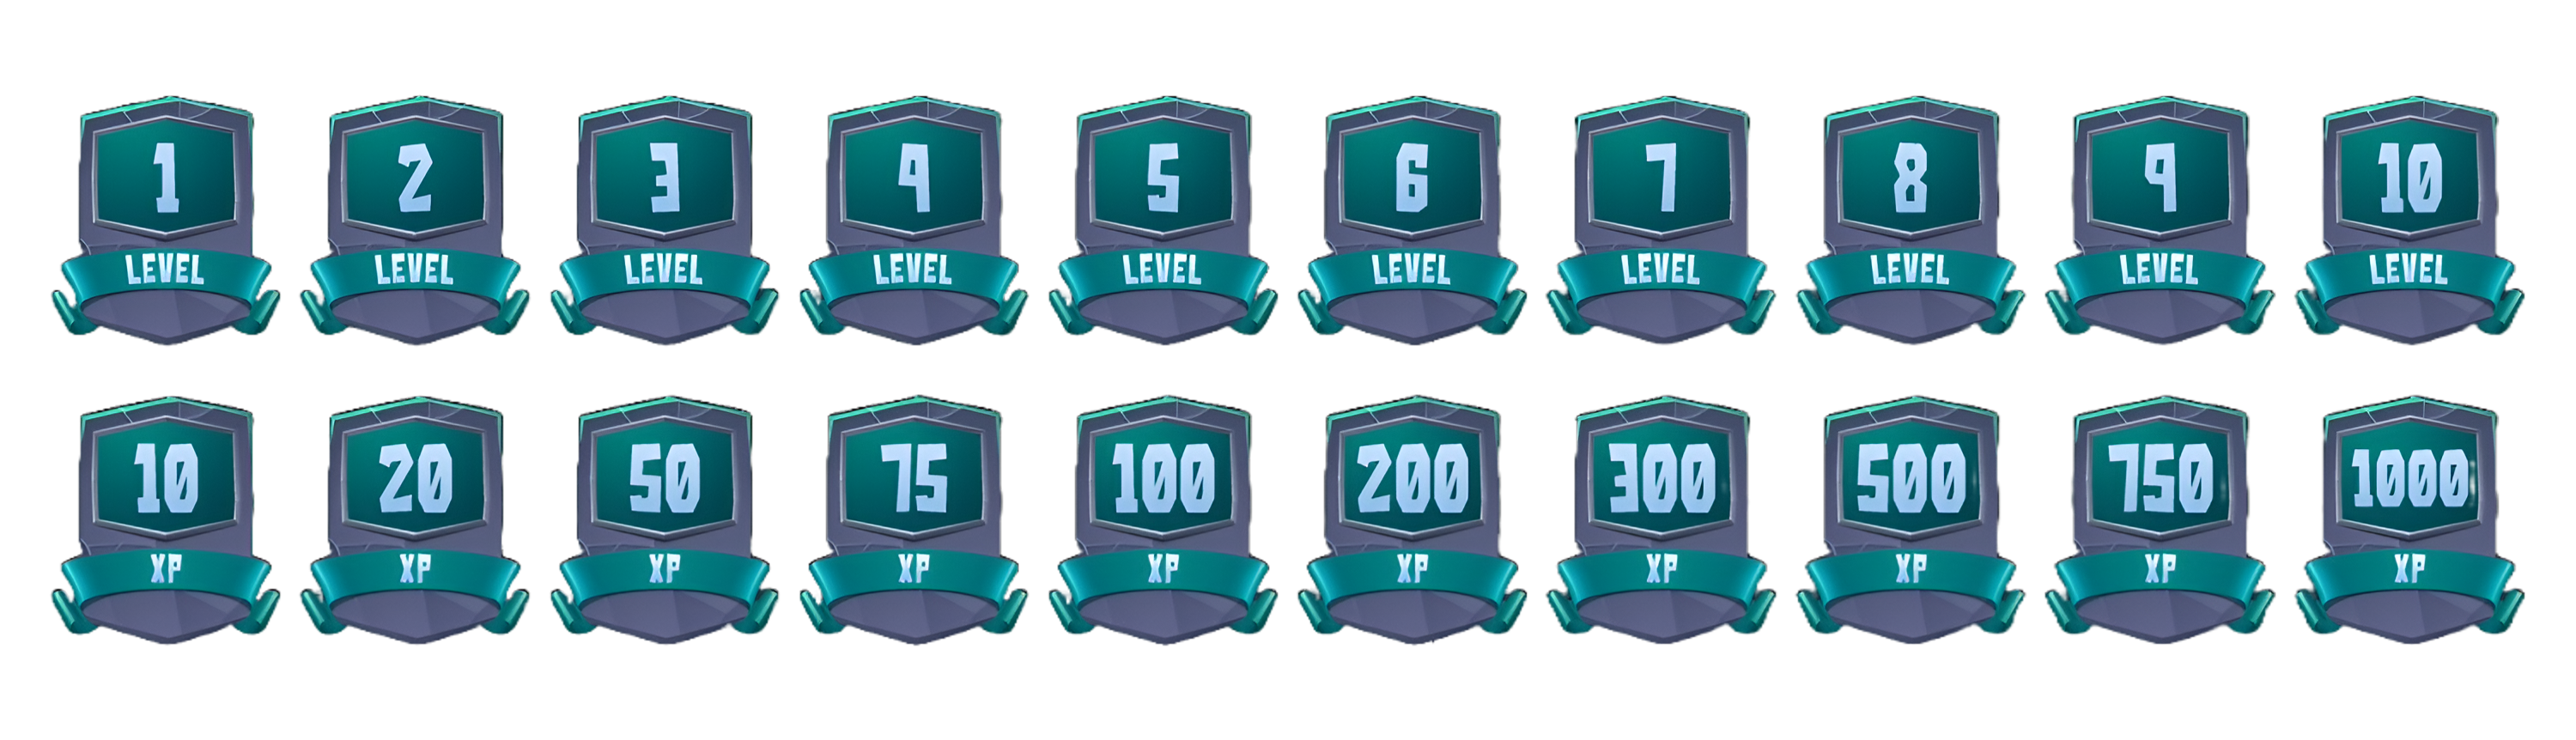 1 2 3 4 5 6 7 8 9 10
LEVEL LEVEL LEVEL LEVEL LEVEL LEVEL LEVEL LEVEL LEVEL LEVEL
10 20 50 75 100 200 300 500 750 1000
XP XP XP XP XP XP XP XP XP XP